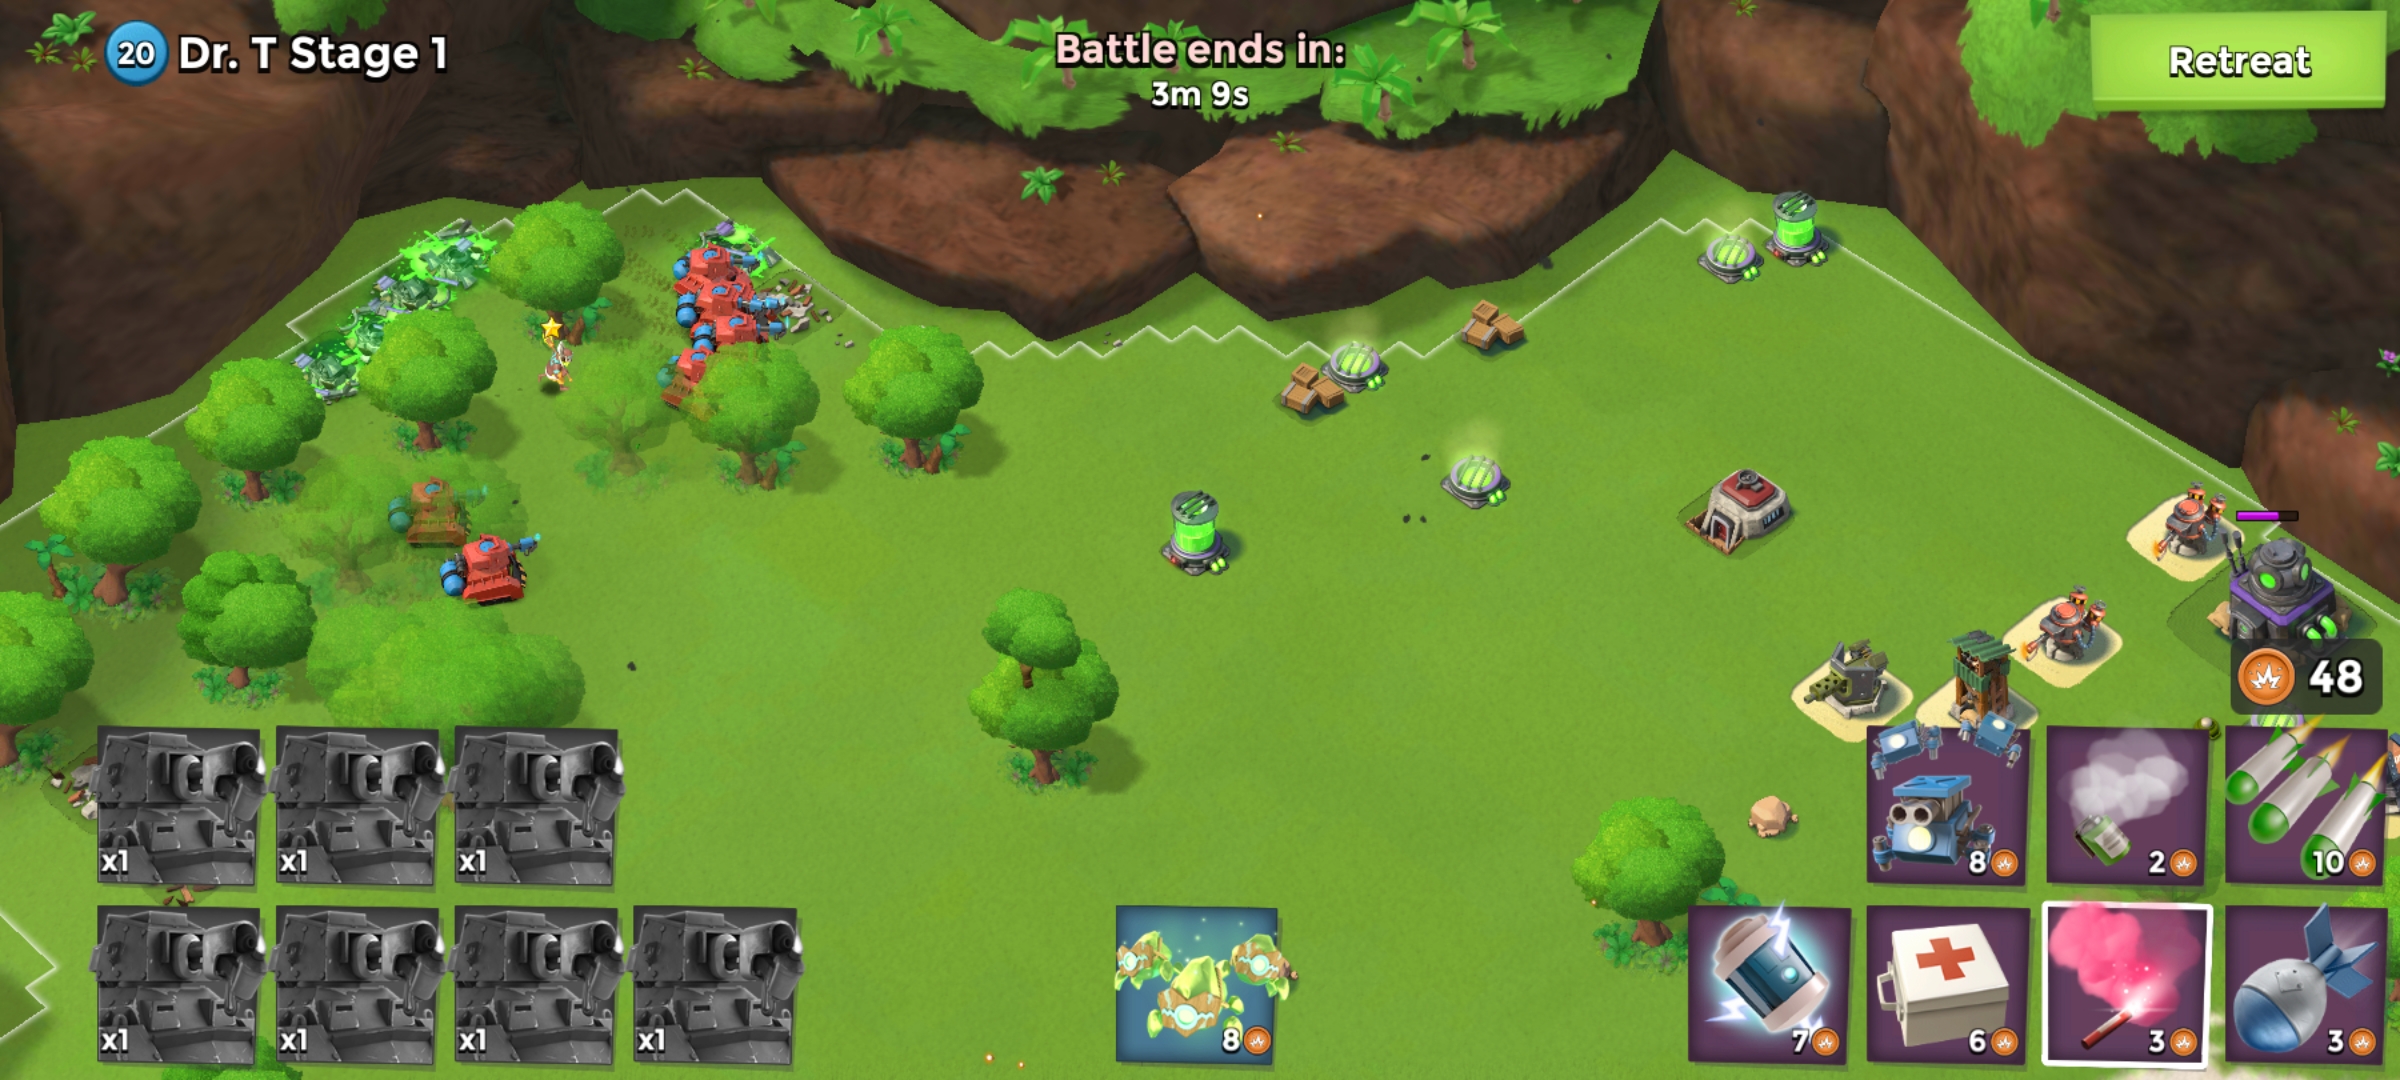 20 Dr. T Stage 1
Battle ends in:
3m 9s
Retreat
48
x1 x1 x1
8 2 10
x1 x1 x1 x1
8
7 6 3 3